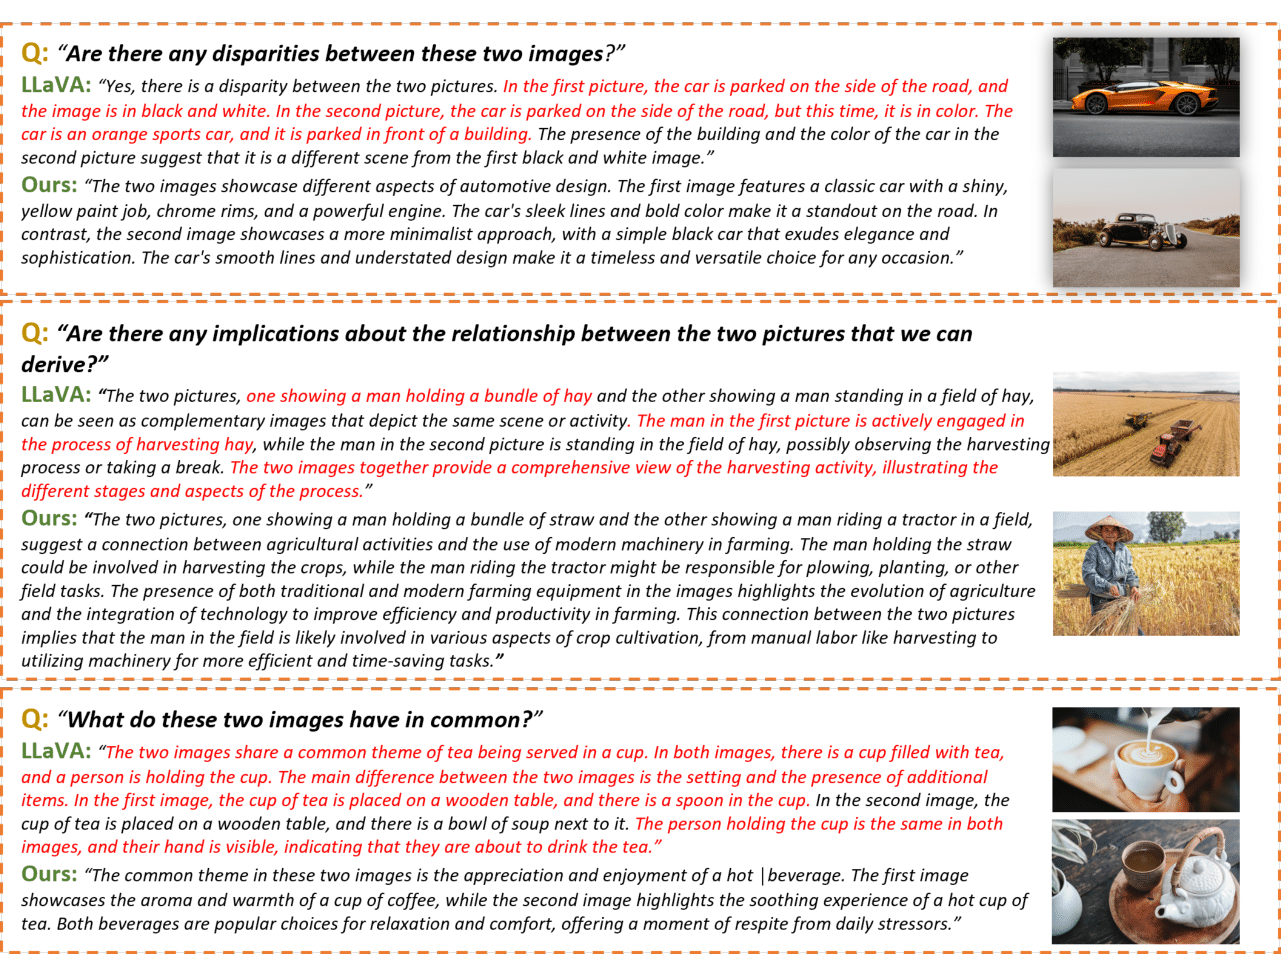 Q: “Are there any disparities between these two images?”
LLaVA: “Yes, there is a disparity between the two pictures. In the first picture, the car is parked on the side of the road, and
the image is in black and white. In the second picture, the car is parked on the side of the road, but this time, it is in color. The
car is an orange sports car, and it is parked in front of a building. The presence of the building and the color of the car in the
second picture suggest that it is a different scene from the first black and white image.”
Ours: “The two images showcase different aspects of automotive design. The first image features a classic car with a shiny,
yellow paint job, chrome rims, and a powerful engine. The car's sleek lines and bold color make it a standout on the road. In
contrast, the second image showcases a more minimalist approach, with a simple black car that exudes elegance and
sophistication. The car's smooth lines and understated design make it a timeless and versatile choice for any occasion.”
Q: “Are there any implications about the relationship between the two pictures that we can
derive?”
LLaVA: “The two pictures, one showing a man holding a bundle of hay and the other showing a man standing in a field of hay,
can be seen as complementary images that depict the same scene or activity. The man in the first picture is actively engaged in
the process of harvesting hay, while the man in the second picture is standing in the field of hay, possibly observing the harvesting
process or taking a break. The two images together provide a comprehensive view of the harvesting activity, illustrating the
different stages and aspects of the process.”
Ours: “The two pictures, one showing a man holding a bundle of straw and the other showing a man riding a tractor in a field,
suggest a connection between agricultural activities and the use of modern machinery in farming. The man holding the straw
could be involved in harvesting the crops, while the man riding the tractor might be responsible for plowing, planting, or other
field tasks. The presence of both traditional and modern farming equipment in the images highlights the evolution of agriculture
and the integration of technology to improve efficiency and productivity in farming. This connection between the two pictures
implies that the man in the field is likely involved in various aspects of crop cultivation, from manual labor like harvesting to
utilizing machinery for more efficient and time-saving tasks.”
Q: “What do these two images have in common?”
LLaVA: “The two images share a common theme of tea being served in a cup. In both images, there is a cup filled with tea,
and a person is holding the cup. The main difference between the two images is the setting and the presence of additional
items. In the first image, the cup of tea is placed on a wooden table, and there is a spoon in the cup. In the second image, the
cup of tea is placed on a wooden table, and there is a bowl of soup next to it. The person holding the cup is the same in both
images, and their hand is visible, indicating that they are about to drink the tea.”
Ours: “The common theme in these two images is the appreciation and enjoyment of a hot |beverage. The first image
showcases the aroma and warmth of a cup of coffee, while the second image highlights the soothing experience of a hot cup of
tea. Both beverages are popular choices for relaxation and comfort, offering a moment of respite from daily stressors.”